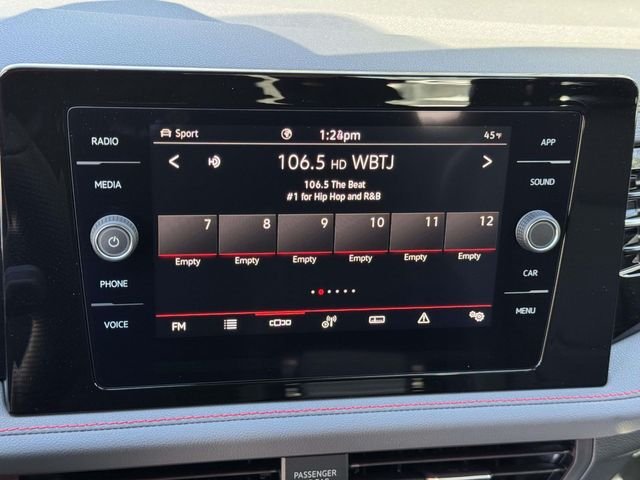 Sport 1:24pm 45°F
RADIO
MEDIA
PHONE
VOICE
106.5 HD WBTJ
106.5 The Beat
#1 for Hip Hop and R&B
7 8 9 10 11 12
Empty Empty Empty Empty Empty Empty
FM
APP
SOUND
CAR
MENU
PASSENGER